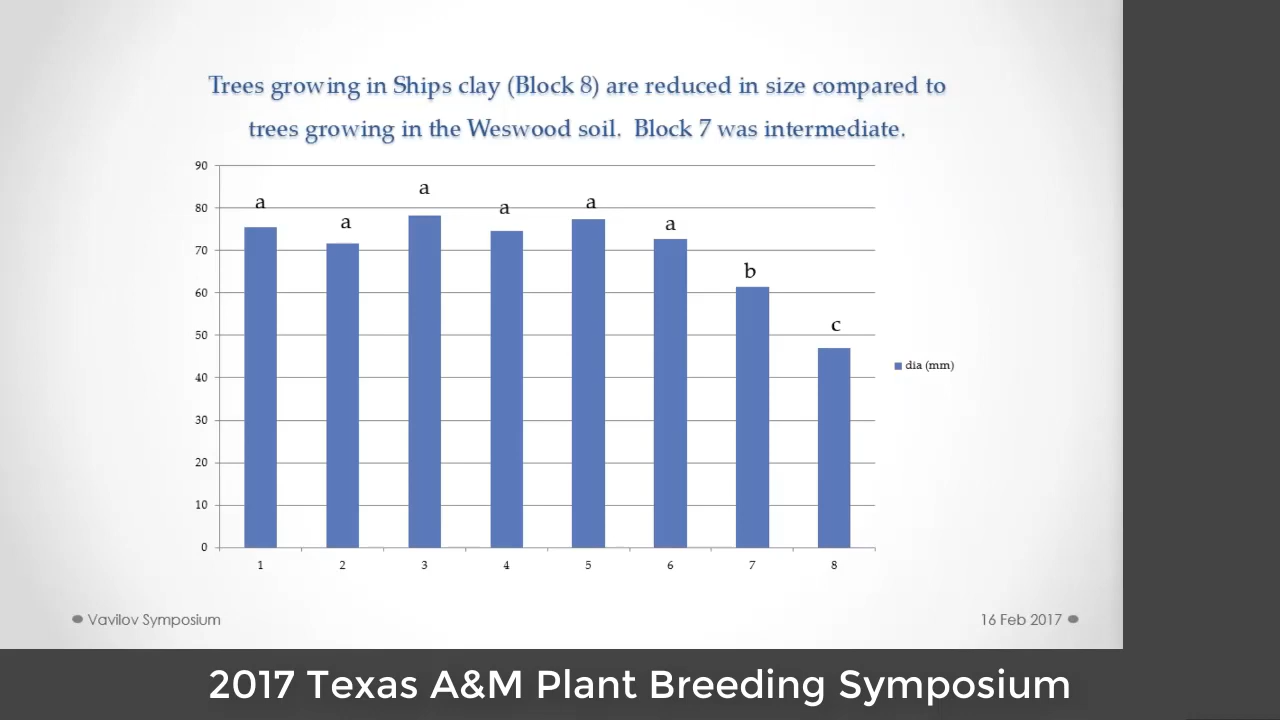 Trees growing in Ships clay (Block 8) are reduced in size compared to
trees growing in the Weswood soil. Block 7 was intermediate.
90
80
70
60
50
40
30
20
10
0
a
a
a
a
a
a
b
c
1
2
3
4
5
6
7
8
dia (mm)
Vavilov Symposium
16 Feb 2017
2017 Texas A&M Plant Breeding Symposium